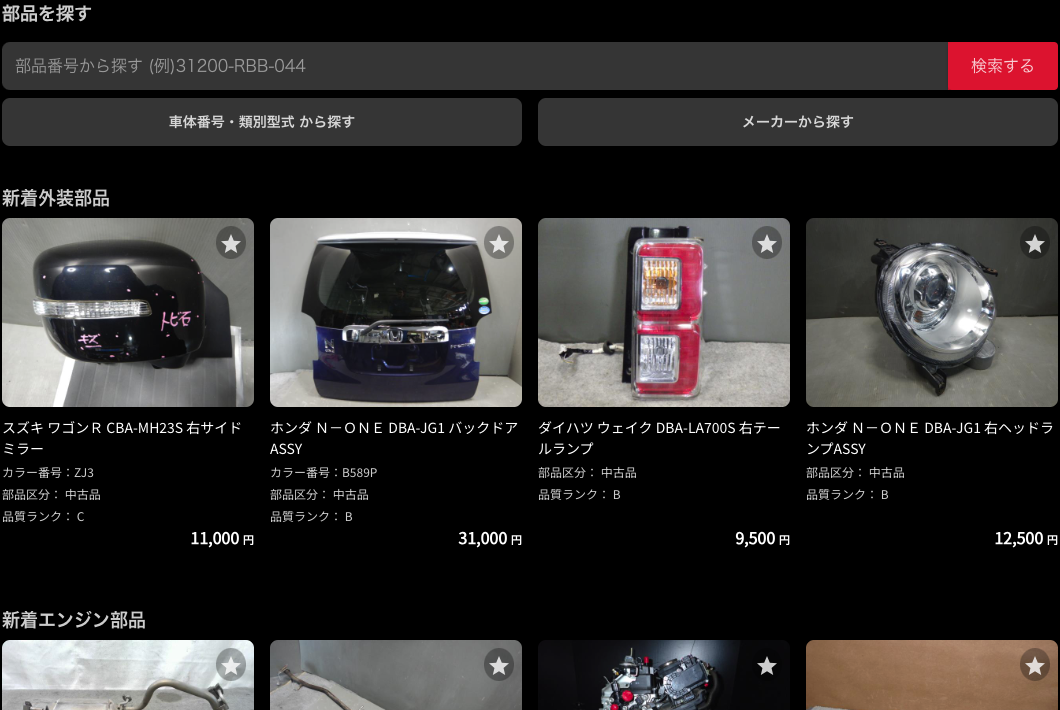 部品を探す
部品番号から探す (例)31200-RBB-044
検索する
車体番号・類別型式 から探す
メーカーから探す
新着外装部品
キズ
トビ石
スズキ ワゴンＲ CBA-MH23S 右サイド
ミラー
カラー番号：ZJ3
部品区分： 中古品
品質ランク： C
11,000 円
ホンダ Ｎ－ＯＮＥ DBA-JG1 バックドア
ASSY
カラー番号：B589P
部品区分： 中古品
品質ランク： B
31,000 円
ダイハツ ウェイク DBA-LA700S 右テー
ルランプ
部品区分： 中古品
品質ランク： B
9,500 円
ホンダ Ｎ－ＯＮＥ DBA-JG1 右ヘッドラ
ンプASSY
部品区分： 中古品
品質ランク： B
12,500 円
新着エンジン部品